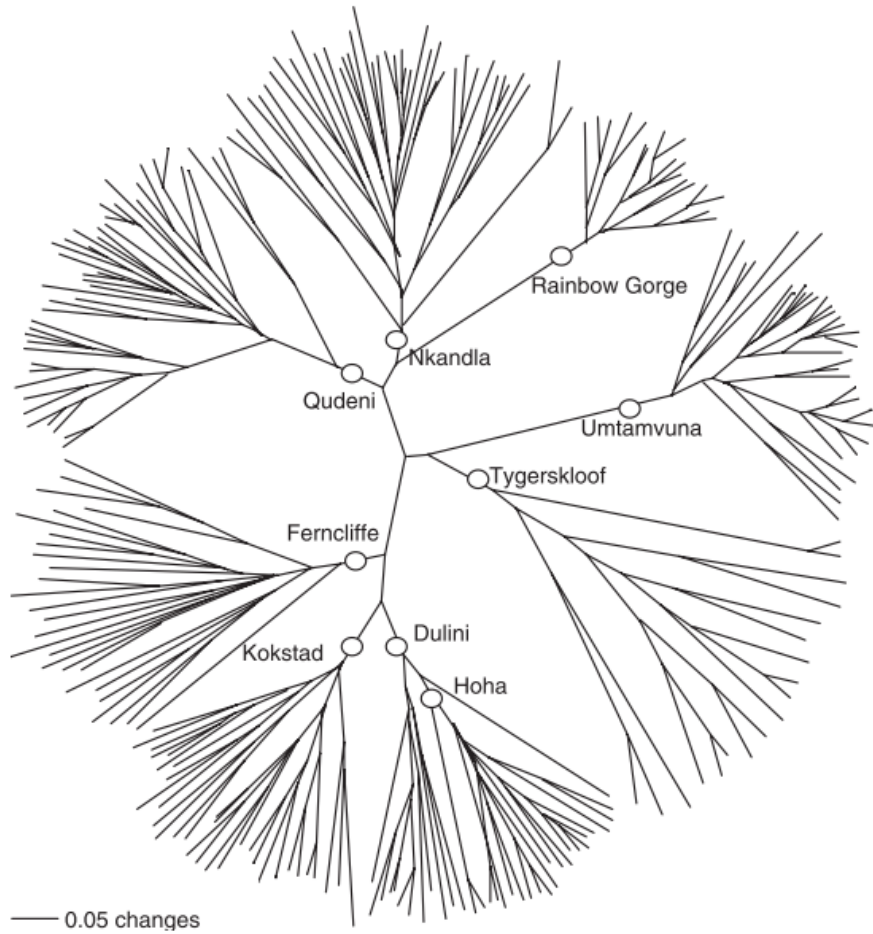 Rainbow Gorge
Nkandla
Qudeni
Umtamvuna
Tygerskloof
Ferncliffe
Dulini
Kokstad
Hoha
0.05 changes